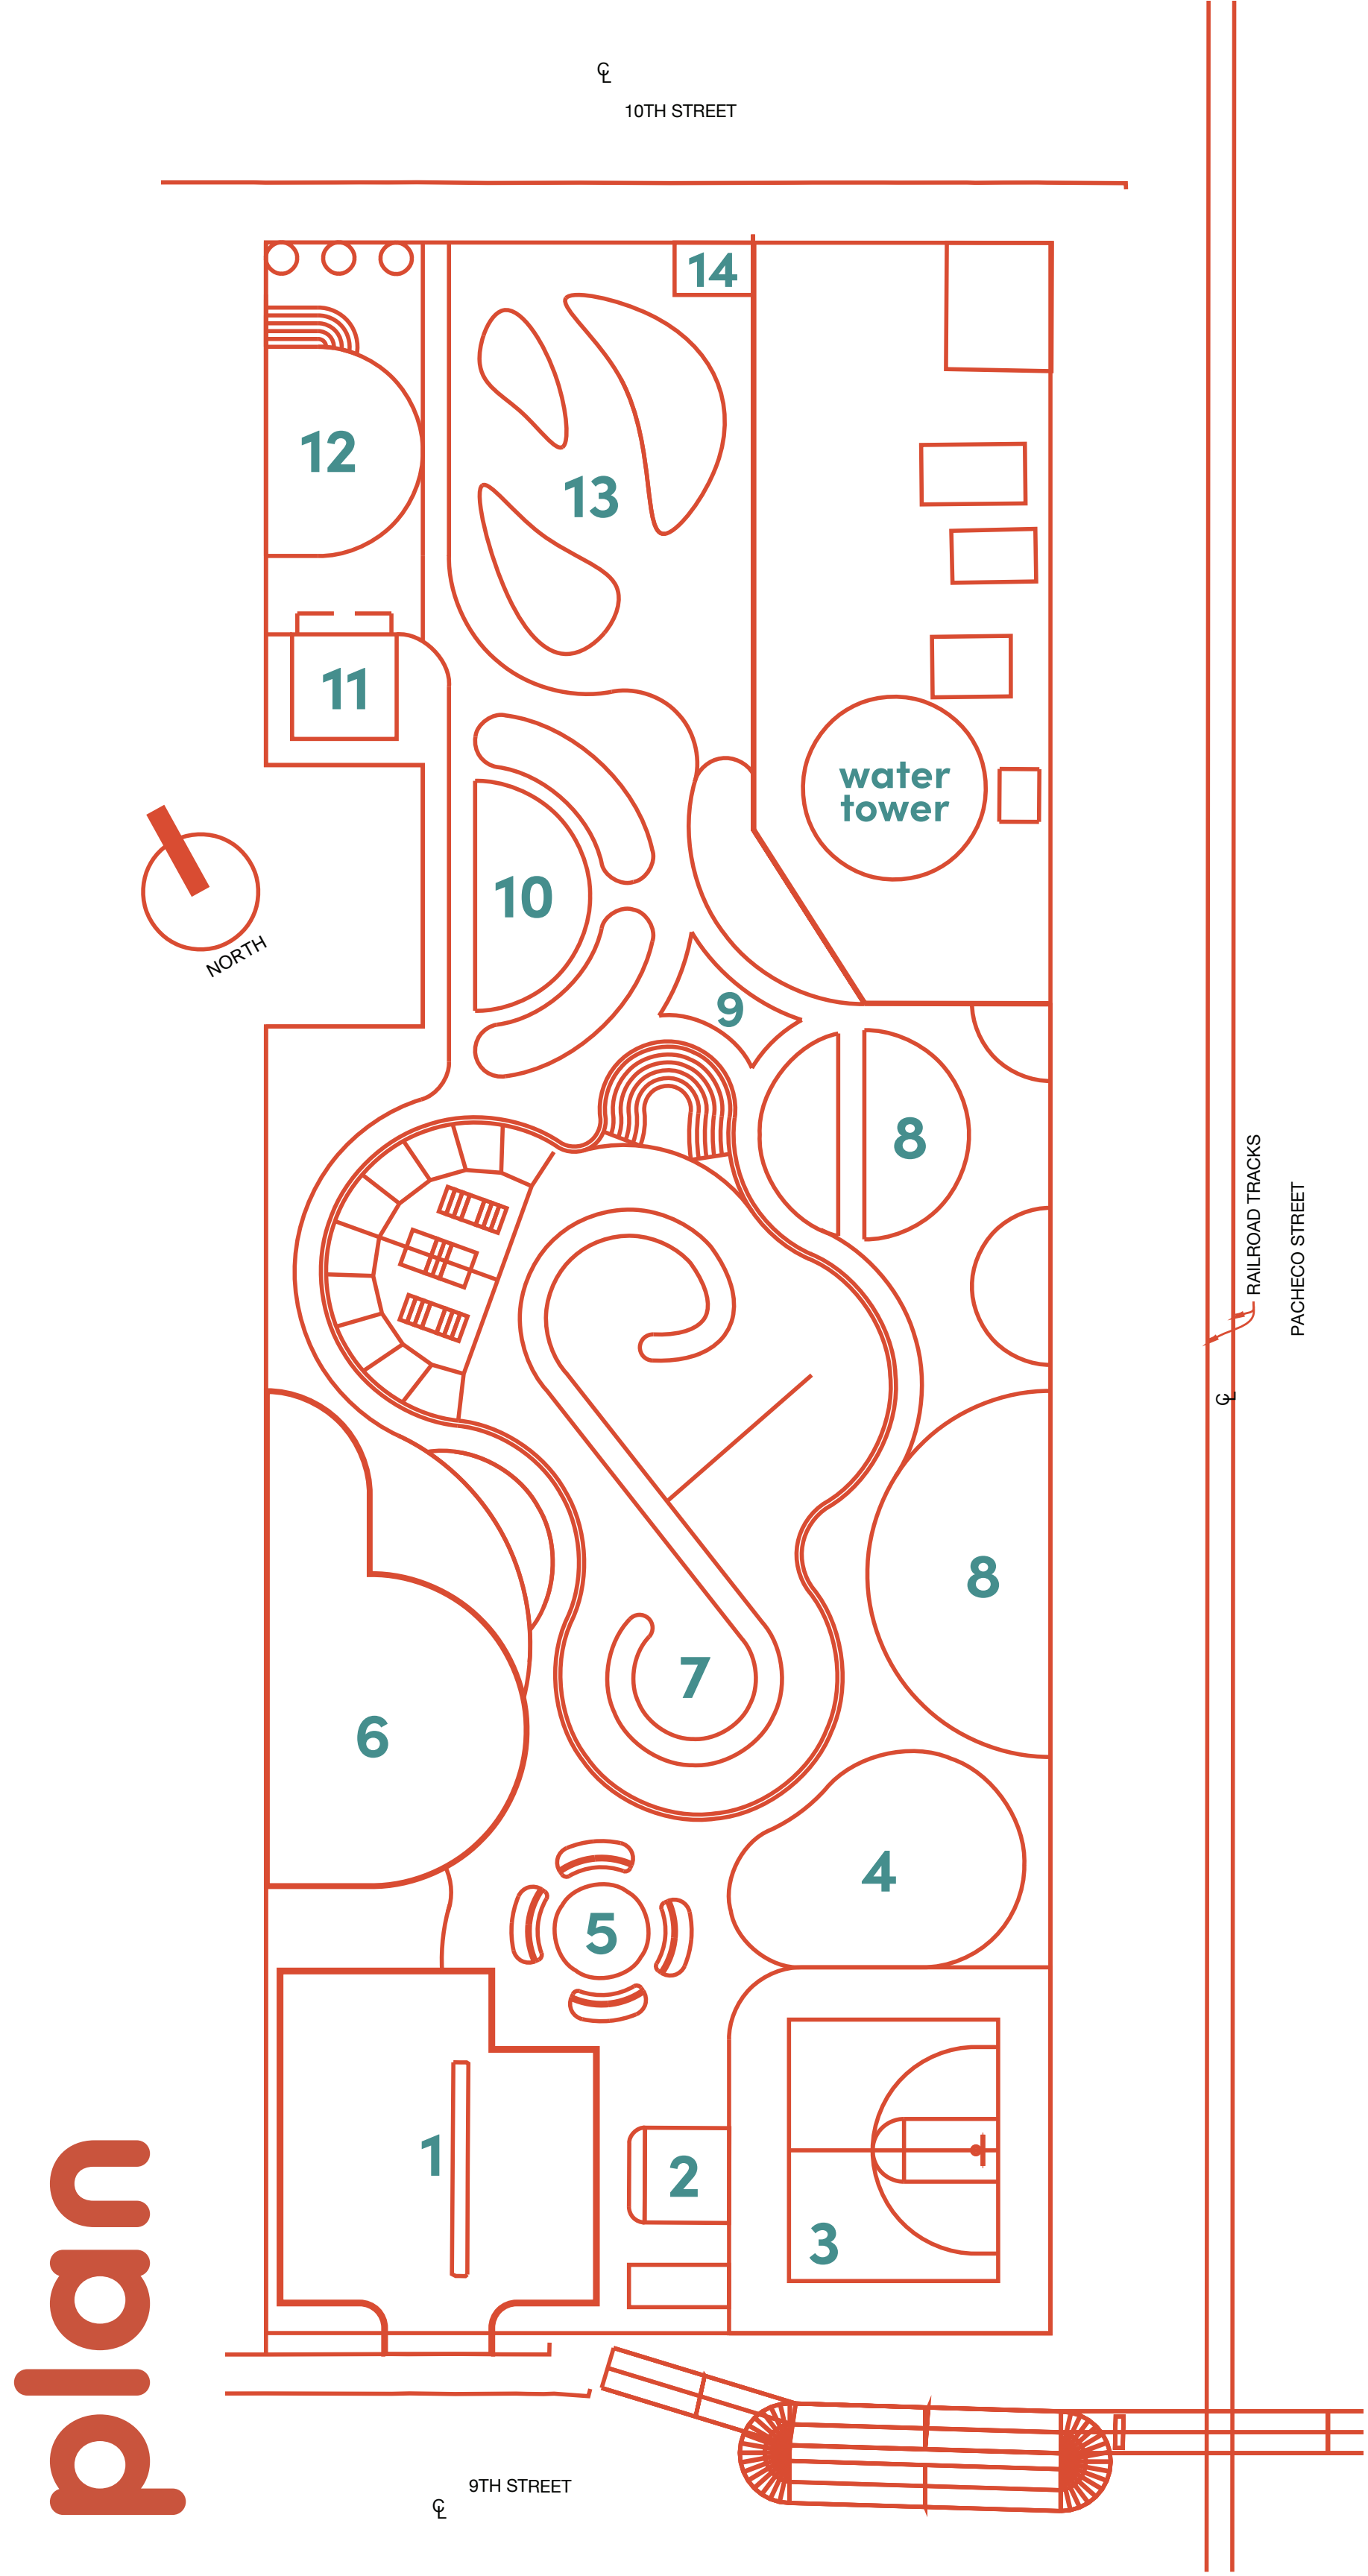 ℄
10TH STREET
14
12
13
11
water
tower
10
NORTH
9
8
RAILROAD TRACKS
PACHECO STREET
℄
8
7
6
4
5
1
2
3
plan
9TH STREET
℄